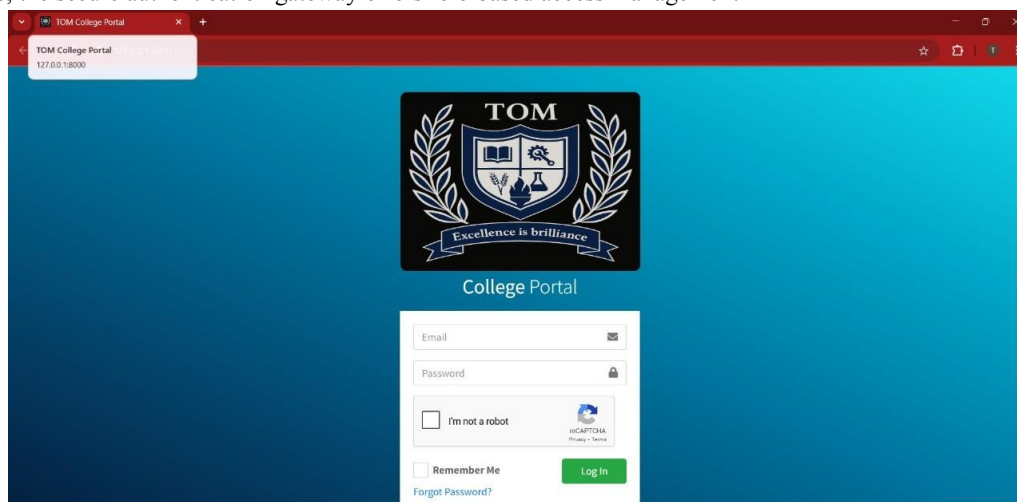 TOM College Portal
TOM College Portal
127.0.0.1:8000
T
TOM
Excellence is brilliance
College Portal
Email
Password
I'm not a robot
reCAPTCHA
Privacy - Terms
Remember Me
Log In
Forgot Password?